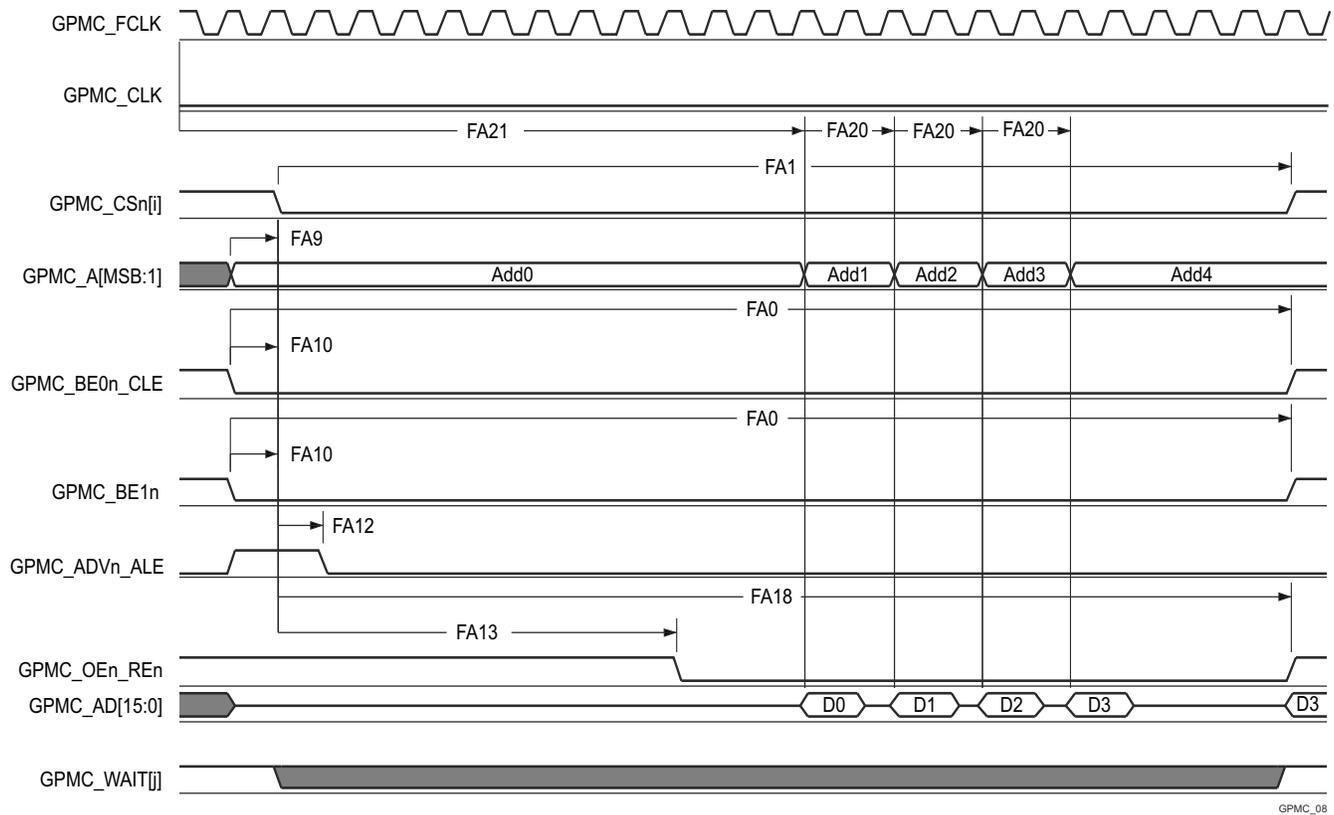 GPMC_FCLK
GPMC_CLK
FA21 FA20 FA20 FA20
FA1
GPMC_CSn[i]
FA9
GPMC_A[MSB:1] Add0 Add1 Add2 Add3 Add4
FA0
FA10
GPMC_BE0n_CLE
FA0
FA10
GPMC_BE1n
FA12
GPMC_ADVn_ALE
FA18
FA13
GPMC_OEn_REn
GPMC_AD[15:0] D0 D1 D2 D3 D3
GPMC_WAIT[j]
GPMC_08